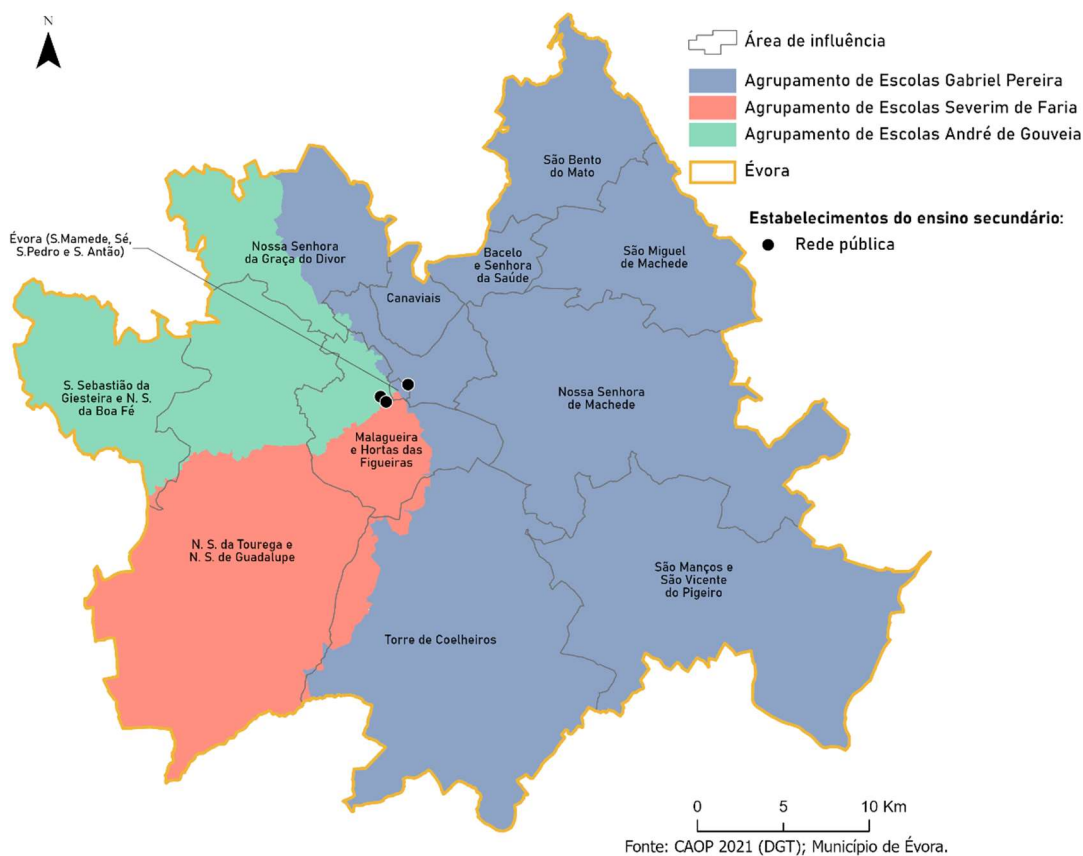 N
Área de influência
Agrupamento de Escolas Gabriel Pereira
Agrupamento de Escolas Severim de Faria
Agrupamento de Escolas André de Gouveia
Évora
Estabelecimentos do ensino secundário:
Rede pública
São Bento
do Mato
São Miguel
de Machede
Bacelo
e Senhora
da Saúde
Évora (S.Mamede, Sé,
S.Pedro e S. Antão)
Nossa Senhora
da Graça do Divor
Canaviais
S. Sebastião da
Giesteira e N. S.
da Boa Fé
Nossa Senhora
de Machede
Malagueira
e Hortas das
Figueiras
N. S. da Tourega e
N. S. de Guadalupe
São Manços e
São Vicente
do Pigeiro
Torre de Coelheiros
0 5 10 Km
Fonte: CAOP 2021 (DGT); Município de Évora.